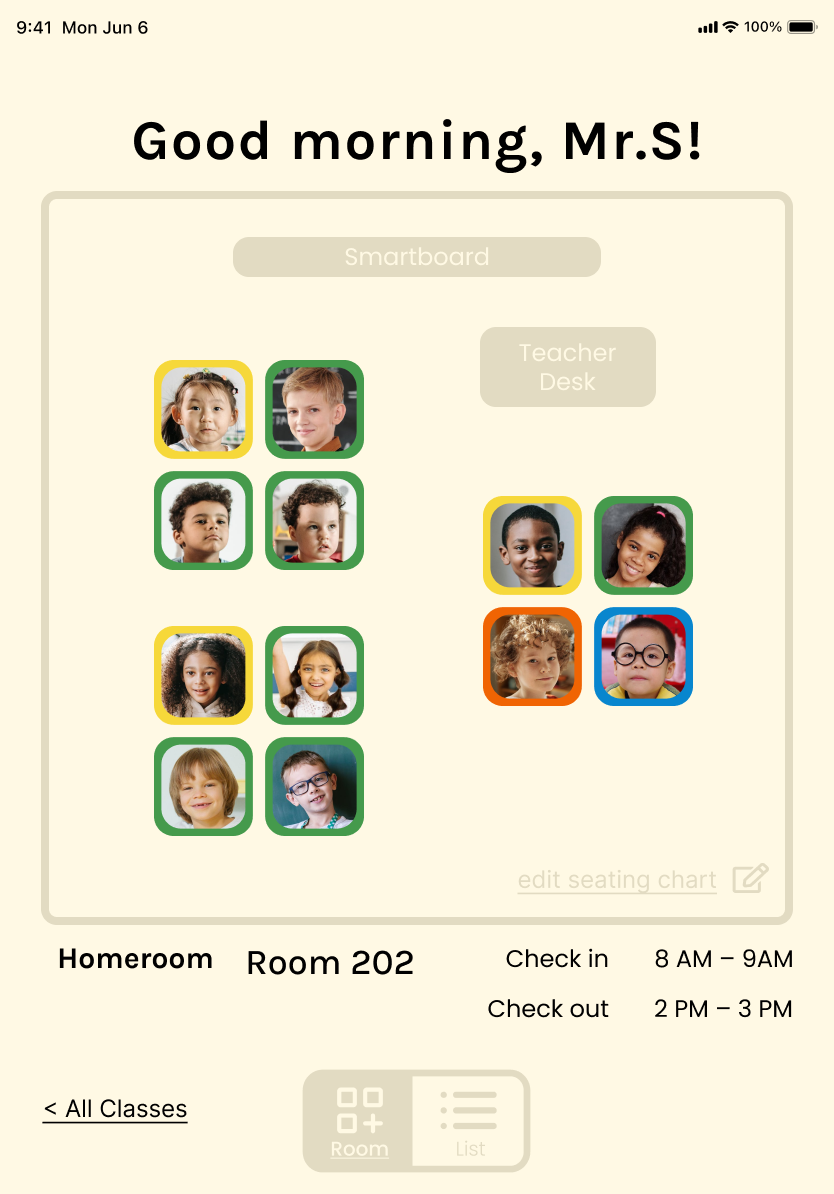 9:41 Mon Jun 6
100%
Good morning, Mr.S!
Smartboard
Teacher
Desk
edit seating chart
Homeroom
Room 202
Check in
8 AM – 9AM
Check out
2 PM – 3 PM
< All Classes
Room
List